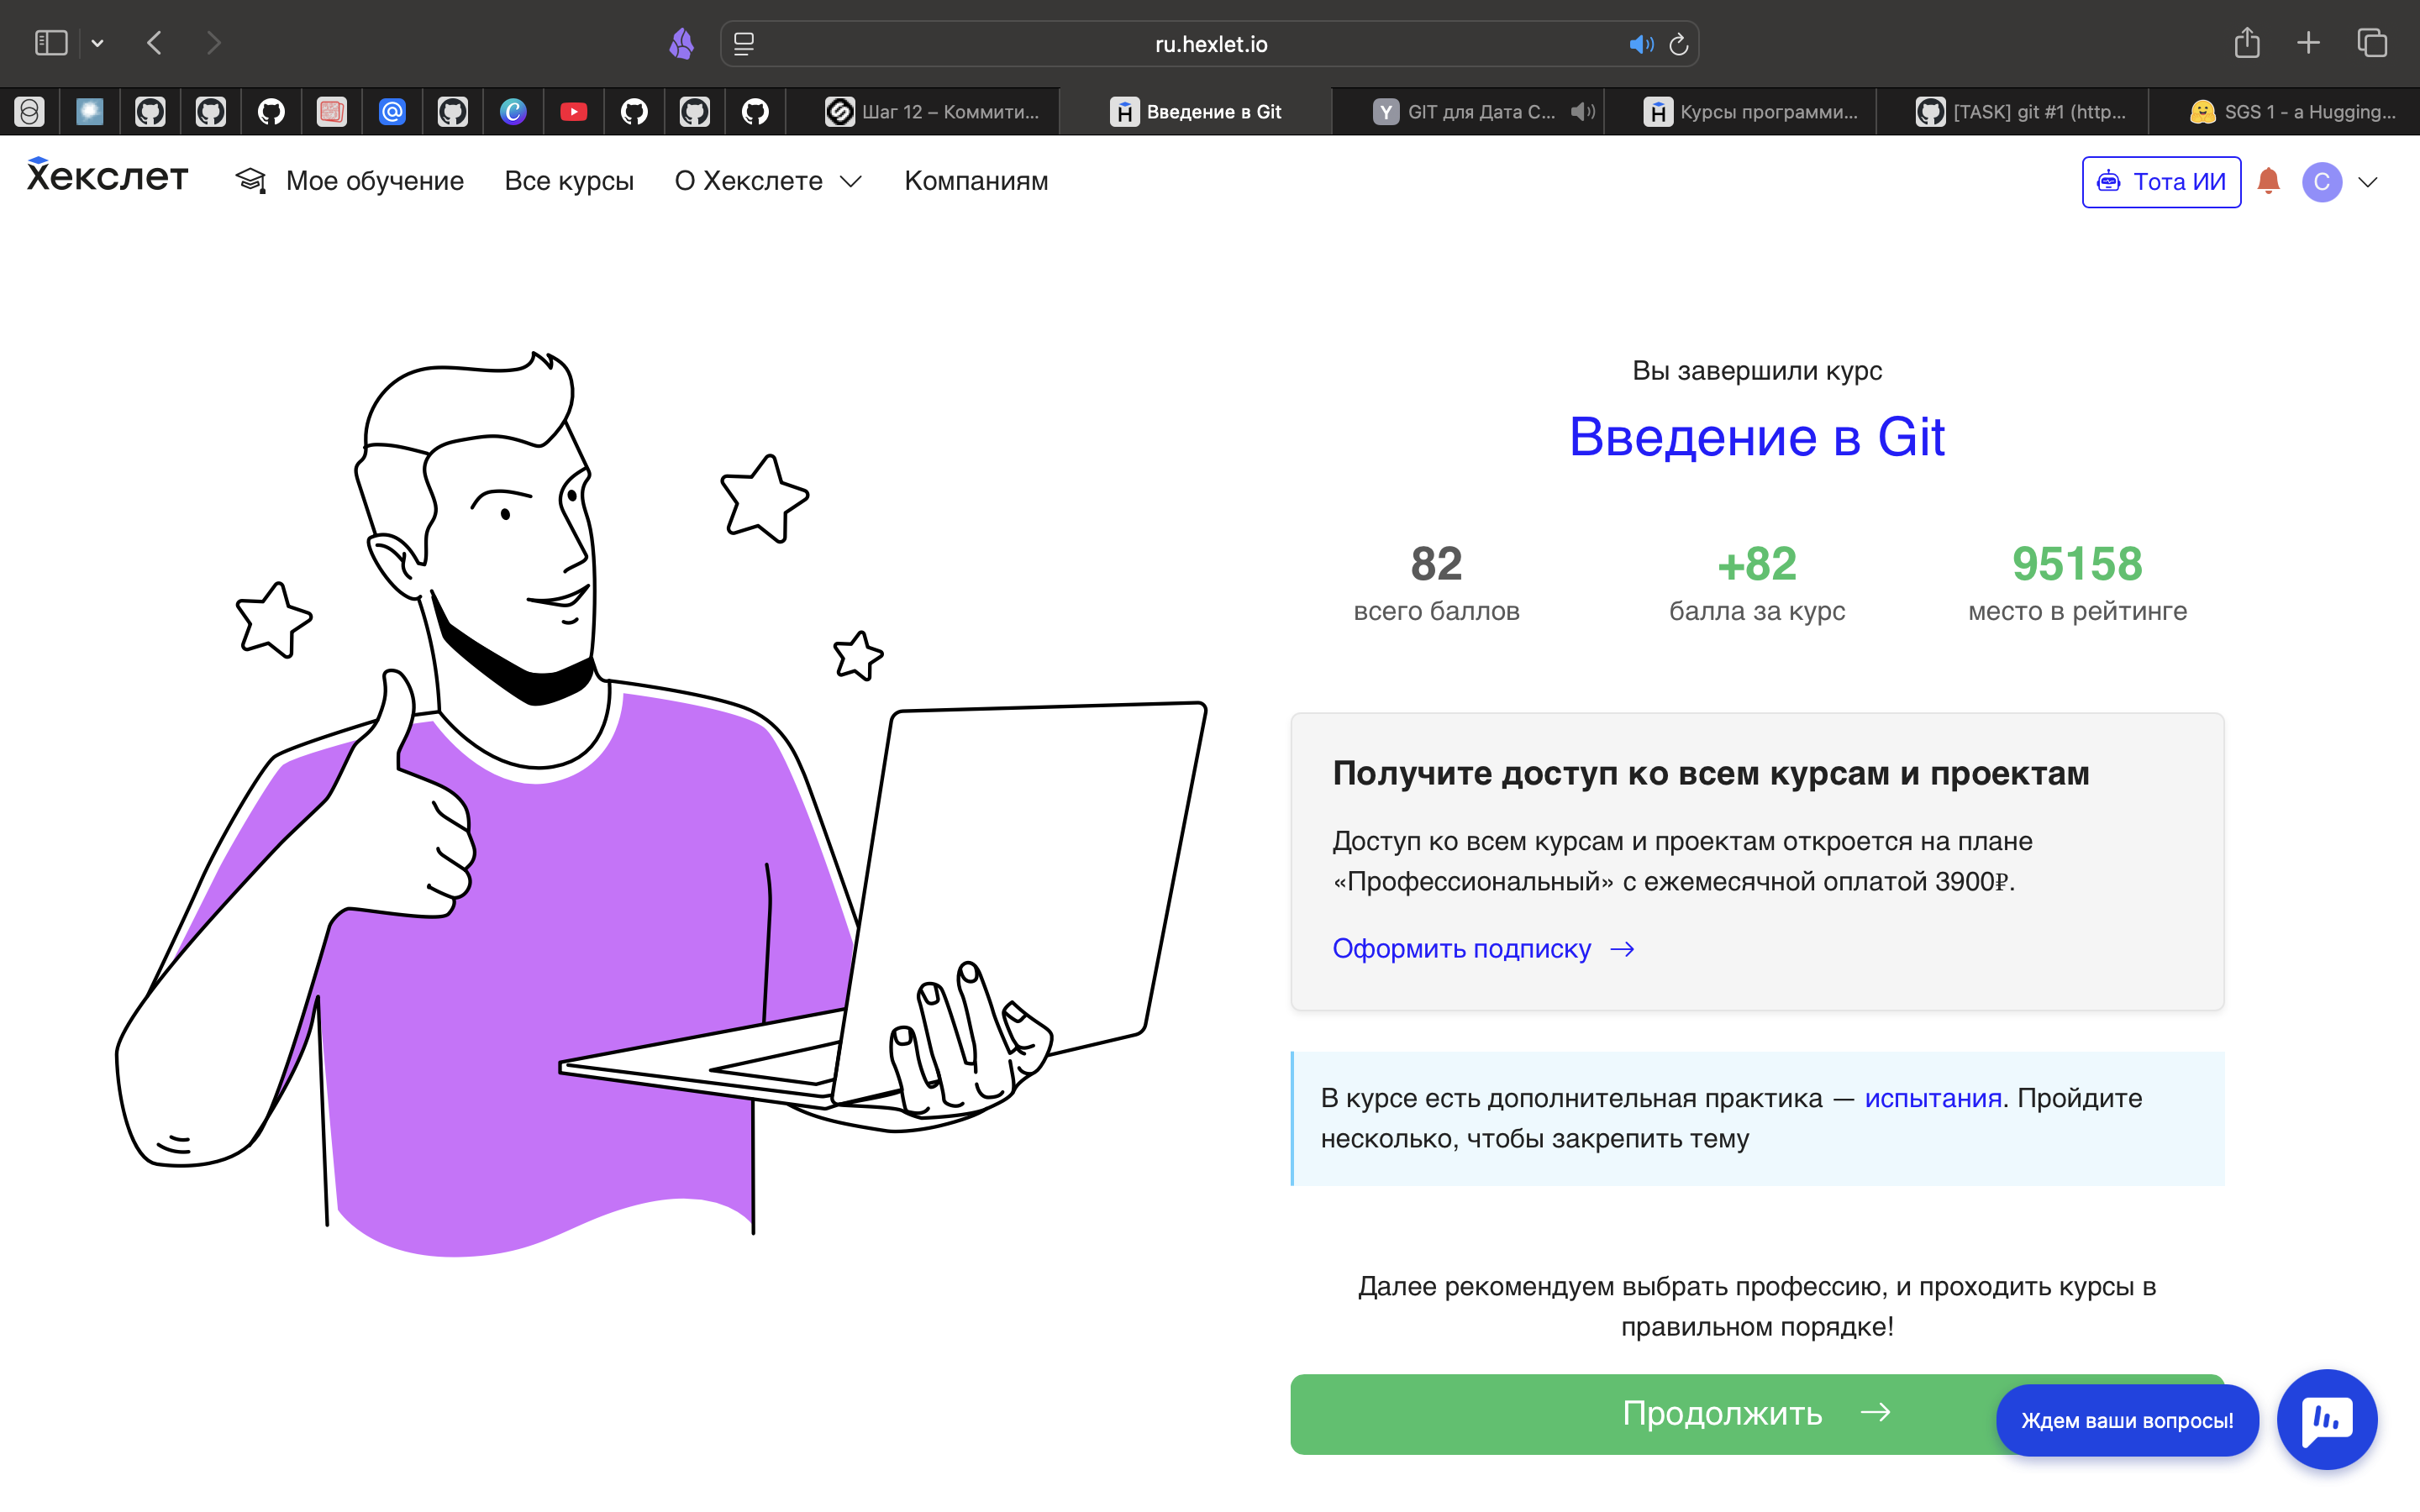 ru.hexlet.io
Шаг 12 – Коммити...
Введение в Git
GIT для Дата С...
Курсы программи...
[TASK] git #1 (http...
SGS 1 - a Hugging...
Хекслет
Мое обучение
Все курсы
О Хекслете
Компаниям
Тота ИИ
С
Вы завершили курс
Введение в Git
82
всего баллов
+82
балла за курс
95158
место в рейтинге
Получите доступ ко всем курсам и проектам
Доступ ко всем курсам и проектам откроется на плане
«Профессиональный» с ежемесячной оплатой 3900₽.
Оформить подписку →
В курсе есть дополнительная практика — испытания. Пройдите
несколько, чтобы закрепить тему
Далее рекомендуем выбрать профессию, и проходить курсы в
правильном порядке!
Продолжить →
Ждем ваши вопросы!